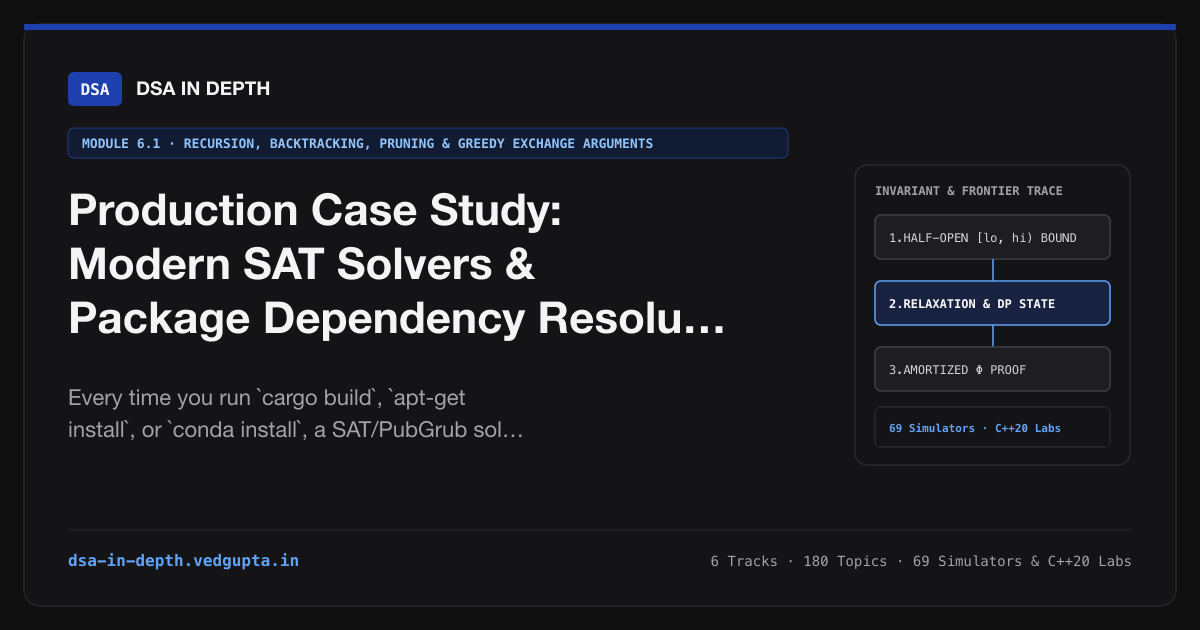 DSA
DSA IN DEPTH
MODULE 6.1 · RECURSION, BACKTRACKING, PRUNING & GREEDY EXCHANGE ARGUMENTS
Production Case Study:
Modern SAT Solvers &
Package Dependency Resolu…
Every time you run `cargo build`, `apt-get
install`, or `conda install`, a SAT/PubGrub sol…
INVARIANT & FRONTIER TRACE
1.HALF-OPEN [lo, hi) BOUND
2.RELAXATION & DP STATE
3.AMORTIZED Φ PROOF
69 Simulators · C++20 Labs
dsa-in-depth.vedgupta.in
6 Tracks · 180 Topics · 69 Simulators & C++20 Labs